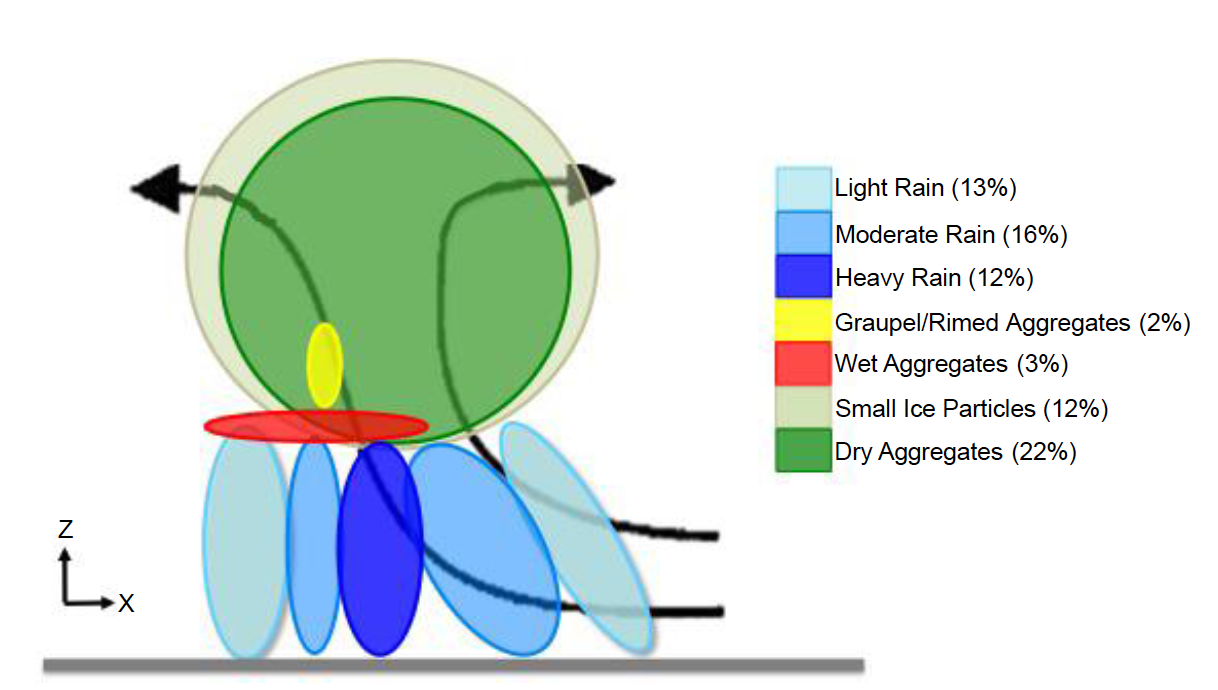 Light Rain (13%)
Moderate Rain (16%)
Heavy Rain (12%)
Graupel/Rimed Aggregates (2%)
Wet Aggregates (3%)
Small Ice Particles (12%)
Dry Aggregates (22%)
Z
X